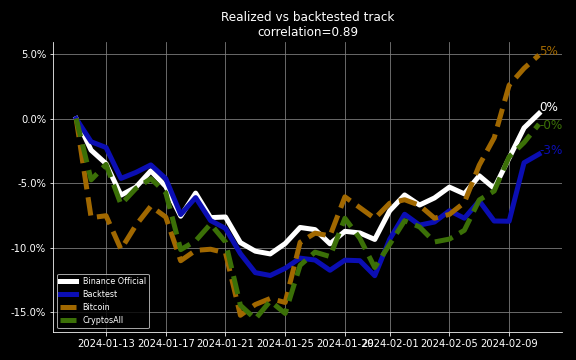 Realized vs backtested track
correlation=0.89
5.0%
0.0%
-5.0%
-10.0%
-15.0%
5%
0%
-0%
-3%
Binance Official
Backtest
Bitcoin
CryptosAll
2024-01-13 2024-01-17 2024-01-21 2024-01-25 2024-01-29 2024-02-01 2024-02-05 2024-02-09